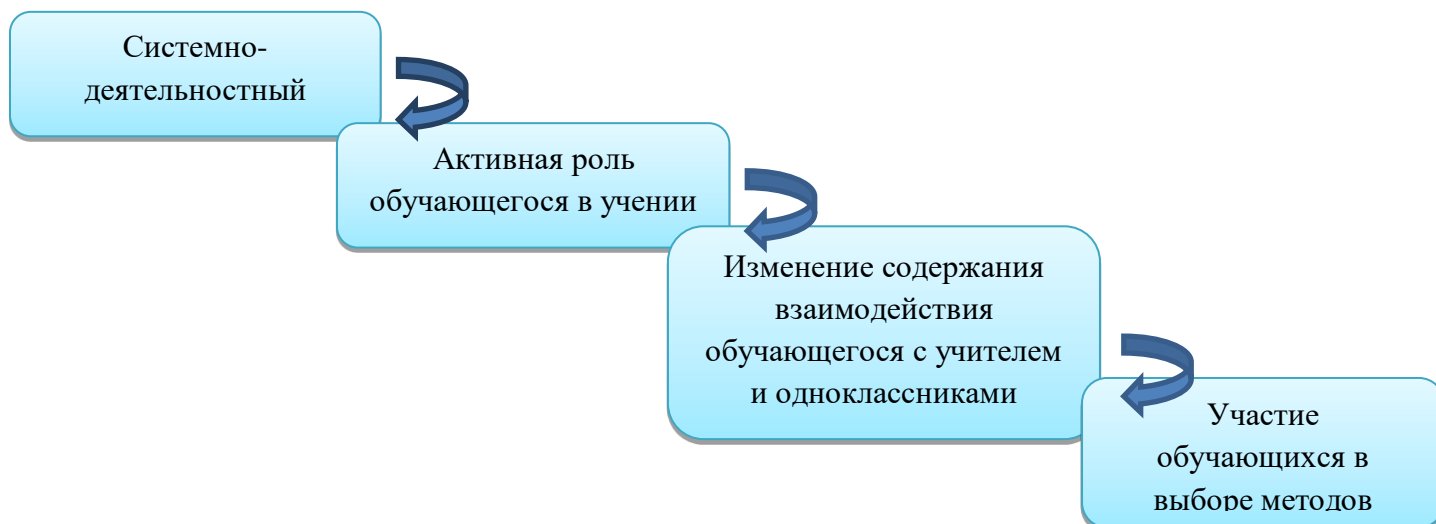 Системно-
деятельностный
Активная роль
обучающегося в учении
Изменение содержания
взаимодействия
обучающегося с учителем
и одноклассниками
Участие
обучающихся в
выборе методов